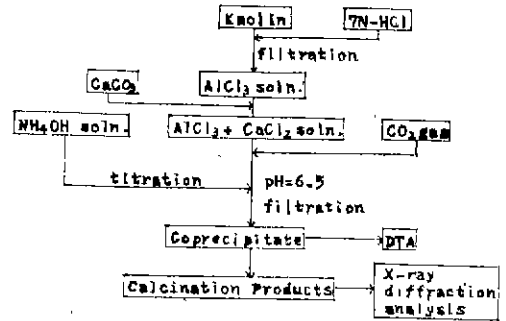 Kaolin 7N-HCl
filtration
CaCO3 AlCl3 soln.
NH4OH soln. AlCl3 + CaCl2 soln. CO2 gas
titration pH=6.5
filtration
Coprecipitate DTA
Calcination Products X-ray
diffraction
analysis